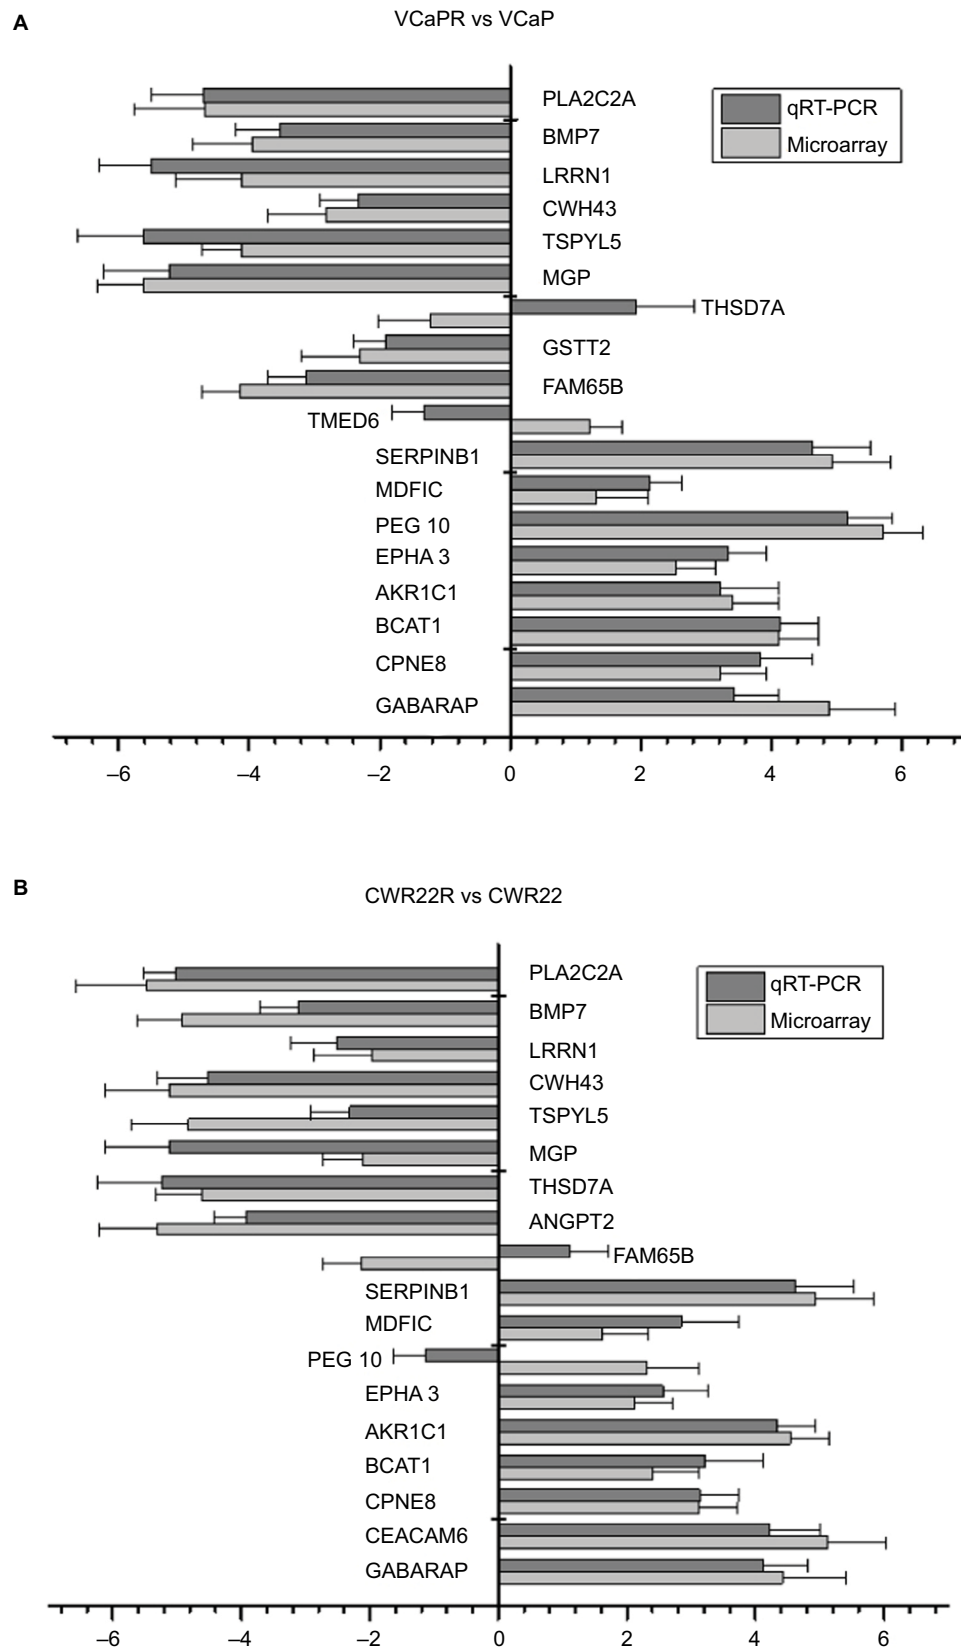 A
VCaPR vs VCaP
PLA2C2A
qRT-PCR
BMP7
Microarray
LRRN1
CWH43
TSPYL5
MGP
THSD7A
GSTT2
FAM65B
TMED6
SERPINB1
MDFIC
PEG 10
EPHA 3
AKR1C1
BCAT1
CPNE8
GABARAP
–6 –4 –2 0 2 4 6
B
CWR22R vs CWR22
PLA2C2A
qRT-PCR
BMP7
Microarray
LRRN1
CWH43
TSPYL5
MGP
THSD7A
ANGPT2
FAM65B
SERPINB1
MDFIC
PEG 10
EPHA 3
AKR1C1
BCAT1
CPNE8
CEACAM6
GABARAP
–6 –4 –2 0 2 4 6